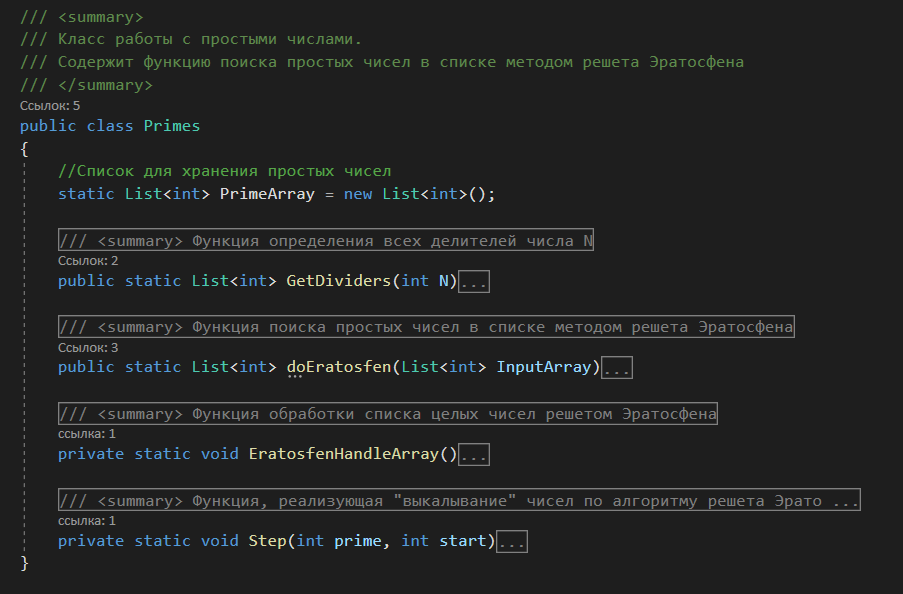 /// <summary>
/// Класс работы с простыми числами.
/// Содержит функцию поиска простых чисел в списке методом решета Эратосфена
/// </summary>
Ссылок: 5
public class Primes
{
//Список для хранения простых чисел
static List<int> PrimeArray = new List<int>();
/// <summary> Функция определения всех делителей числа N
Ссылок: 2
public static List<int> GetDividers(int N)...
/// <summary> Функция поиска простых чисел в списке методом решета Эратосфена
Ссылок: 3
public static List<int> doEratosfen(List<int> InputArray)...
/// <summary> Функция обработки списка целых чисел решетом Эратосфена
ссылка: 1
private static void EratosfenHandleArray()...
/// <summary> Функция, реализующая "выкалывание" чисел по алгоритму решета Эрато ...
ссылка: 1
private static void Step(int prime, int start)...
}